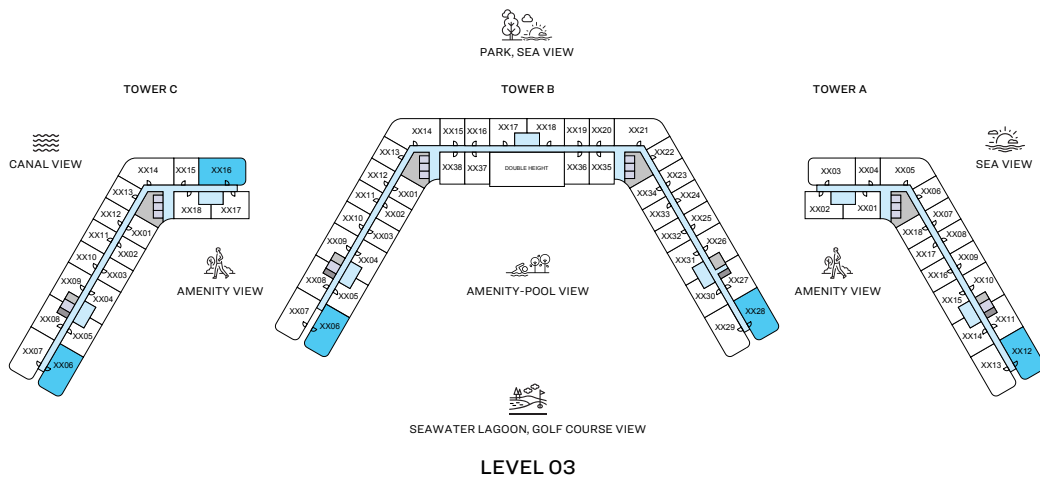 PARK, SEA VIEW
TOWER C
TOWER B
TOWER A
CANAL VIEW
SEA VIEW
XX14
XX15
XX16
XX13
XX12
XX11
XX10
XX09
XX08
XX07
XX18
XX17
XX01
XX02
XX03
XX04
XX05
XX06
AMENITY VIEW
XX14
XX15
XX16
XX17
XX18
XX19
XX20
XX21
XX13
XX12
XX11
XX10
XX09
XX08
XX07
XX38
XX37
DOUBLE HEIGHT
XX36
XX35
XX01
XX02
XX03
XX04
XX05
XX06
XX22
XX23
XX24
XX25
XX26
XX27
XX28
XX34
XX33
XX32
XX31
XX30
XX29
AMENITY-POOL VIEW
XX03
XX04
XX05
XX02
XX01
XX06
XX07
XX08
XX09
XX10
XX11
XX12
XX18
XX17
XX16
XX15
XX14
XX13
AMENITY VIEW
SEAWATER LAGOON, GOLF COURSE VIEW
LEVEL 03